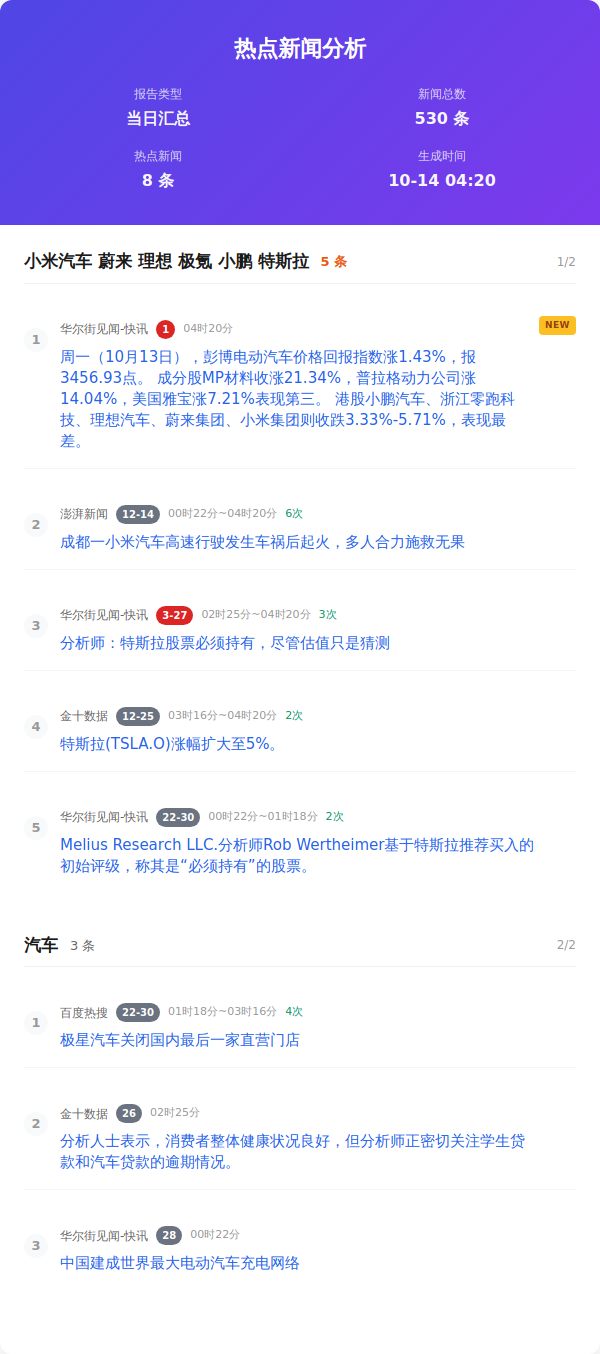 热点新闻分析
报告类型
当日汇总
新闻总数
530 条
热点新闻
8 条
生成时间
10-14 04:20
小米汽车 蔚来 理想 极氪 小鹏 特斯拉 5 条 1/2
1
华尔街见闻-快讯 1 04时20分 NEW
周一（10月13日），彭博电动汽车价格回报指数涨1.43%，报
3456.93点。 成分股MP材料收涨21.34%，普拉格动力公司涨
14.04%，美国雅宝涨7.21%表现第三。 港股小鹏汽车、浙江零跑科
技、理想汽车、蔚来集团、小米集团则收跌3.33%-5.71%，表现最
差。
2
澎湃新闻 12-14 00时22分~04时20分 6次
成都一小米汽车高速行驶发生车祸后起火，多人合力施救无果
3
华尔街见闻-快讯 3-27 02时25分~04时20分 3次
分析师：特斯拉股票必须持有，尽管估值只是猜测
4
金十数据 12-25 03时16分~04时20分 2次
特斯拉(TSLA.O)涨幅扩大至5%。
5
华尔街见闻-快讯 22-30 00时22分~01时18分 2次
Melius Research LLC.分析师Rob Wertheimer基于特斯拉推荐买入的
初始评级，称其是“必须持有”的股票。
汽车 3 条 2/2
1
百度热搜 22-30 01时18分~03时16分 4次
极星汽车关闭国内最后一家直营门店
2
金十数据 26 02时25分
分析人士表示，消费者整体健康状况良好，但分析师正密切关注学生贷
款和汽车贷款的逾期情况。
3
华尔街见闻-快讯 28 00时22分
中国建成世界最大电动汽车充电网络